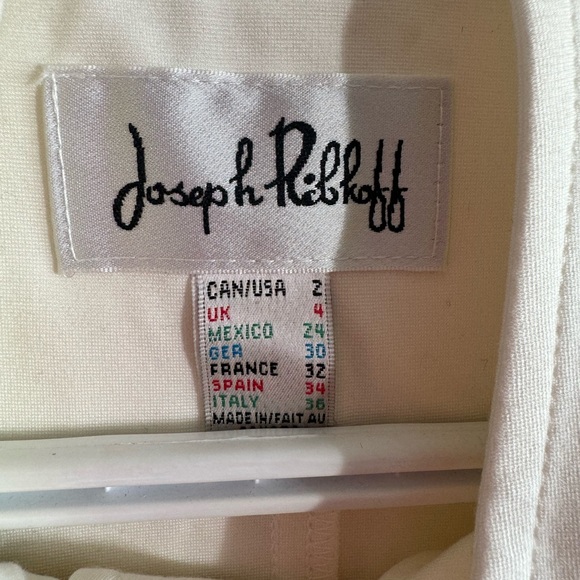 Joseph Ribkoff
CAN/USA 2
UK 4
MEXICO 24
GER 30
FRANCE 32
SPAIN 34
ITALY 36
MADE IN/FAIT AU